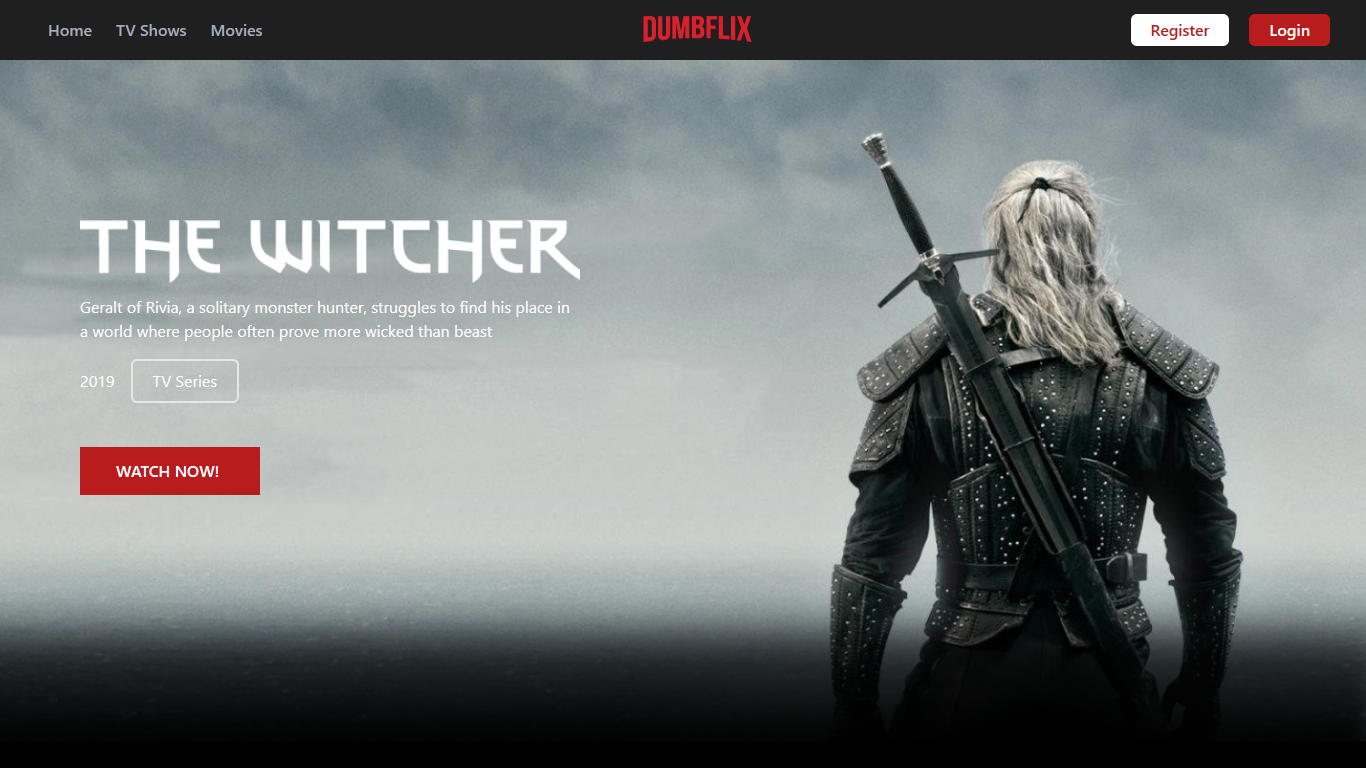 Home TV Shows Movies DUMBFLIX Register Login
THE WITCHER
Geralt of Rivia, a solitary monster hunter, struggles to find his place in
a world where people often prove more wicked than beast
2019 TV Series
WATCH NOW!